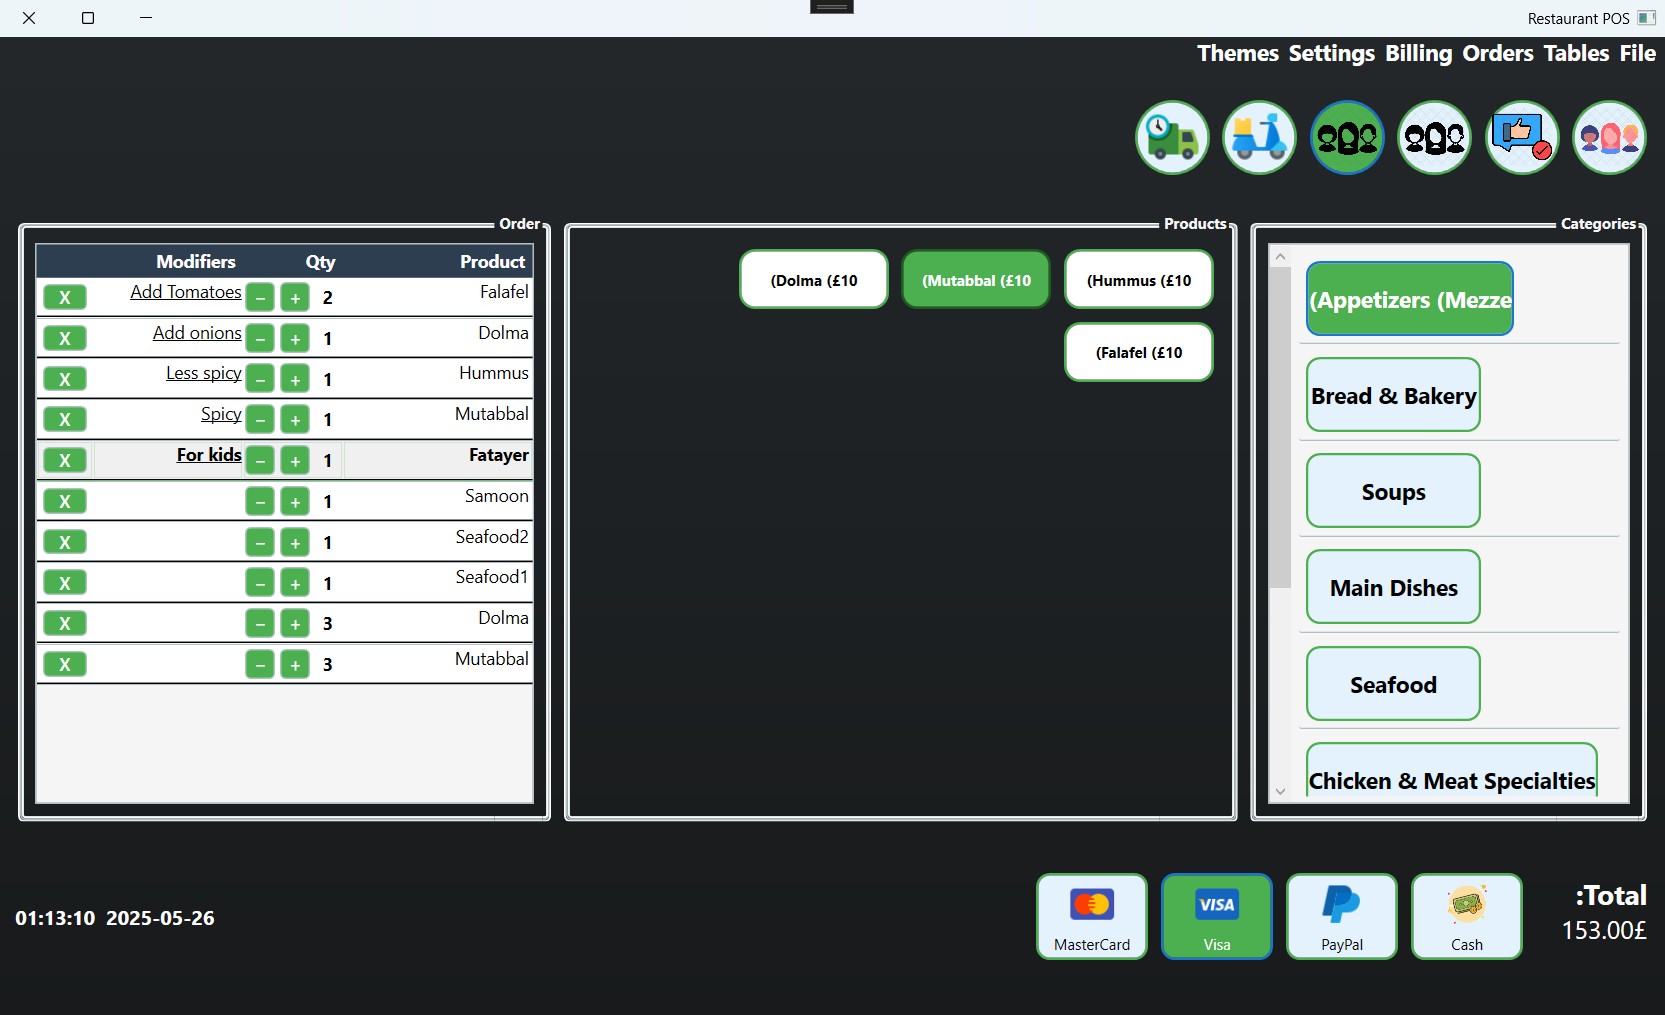 Restaurant POS
Themes Settings Billing Orders Tables File
Order
Modifiers Qty Product
X Add Tomatoes − + 2 Falafel
X Add onions − + 1 Dolma
X Less spicy − + 1 Hummus
X Spicy − + 1 Mutabbal
X For kids − + 1 Fatayer
X − + 1 Samoon
X − + 1 Seafood2
X − + 1 Seafood1
X − + 3 Dolma
X − + 3 Mutabbal
Products
(Dolma (£10 (Mutabbal (£10 (Hummus (£10
(Falafel (£10
Categories
(Appetizers (Mezze
Bread & Bakery
Soups
Main Dishes
Seafood
Chicken & Meat Specialties
01:13:10 2025-05-26
MasterCard
VISA
Visa
PayPal
Cash
:Total
153.00£